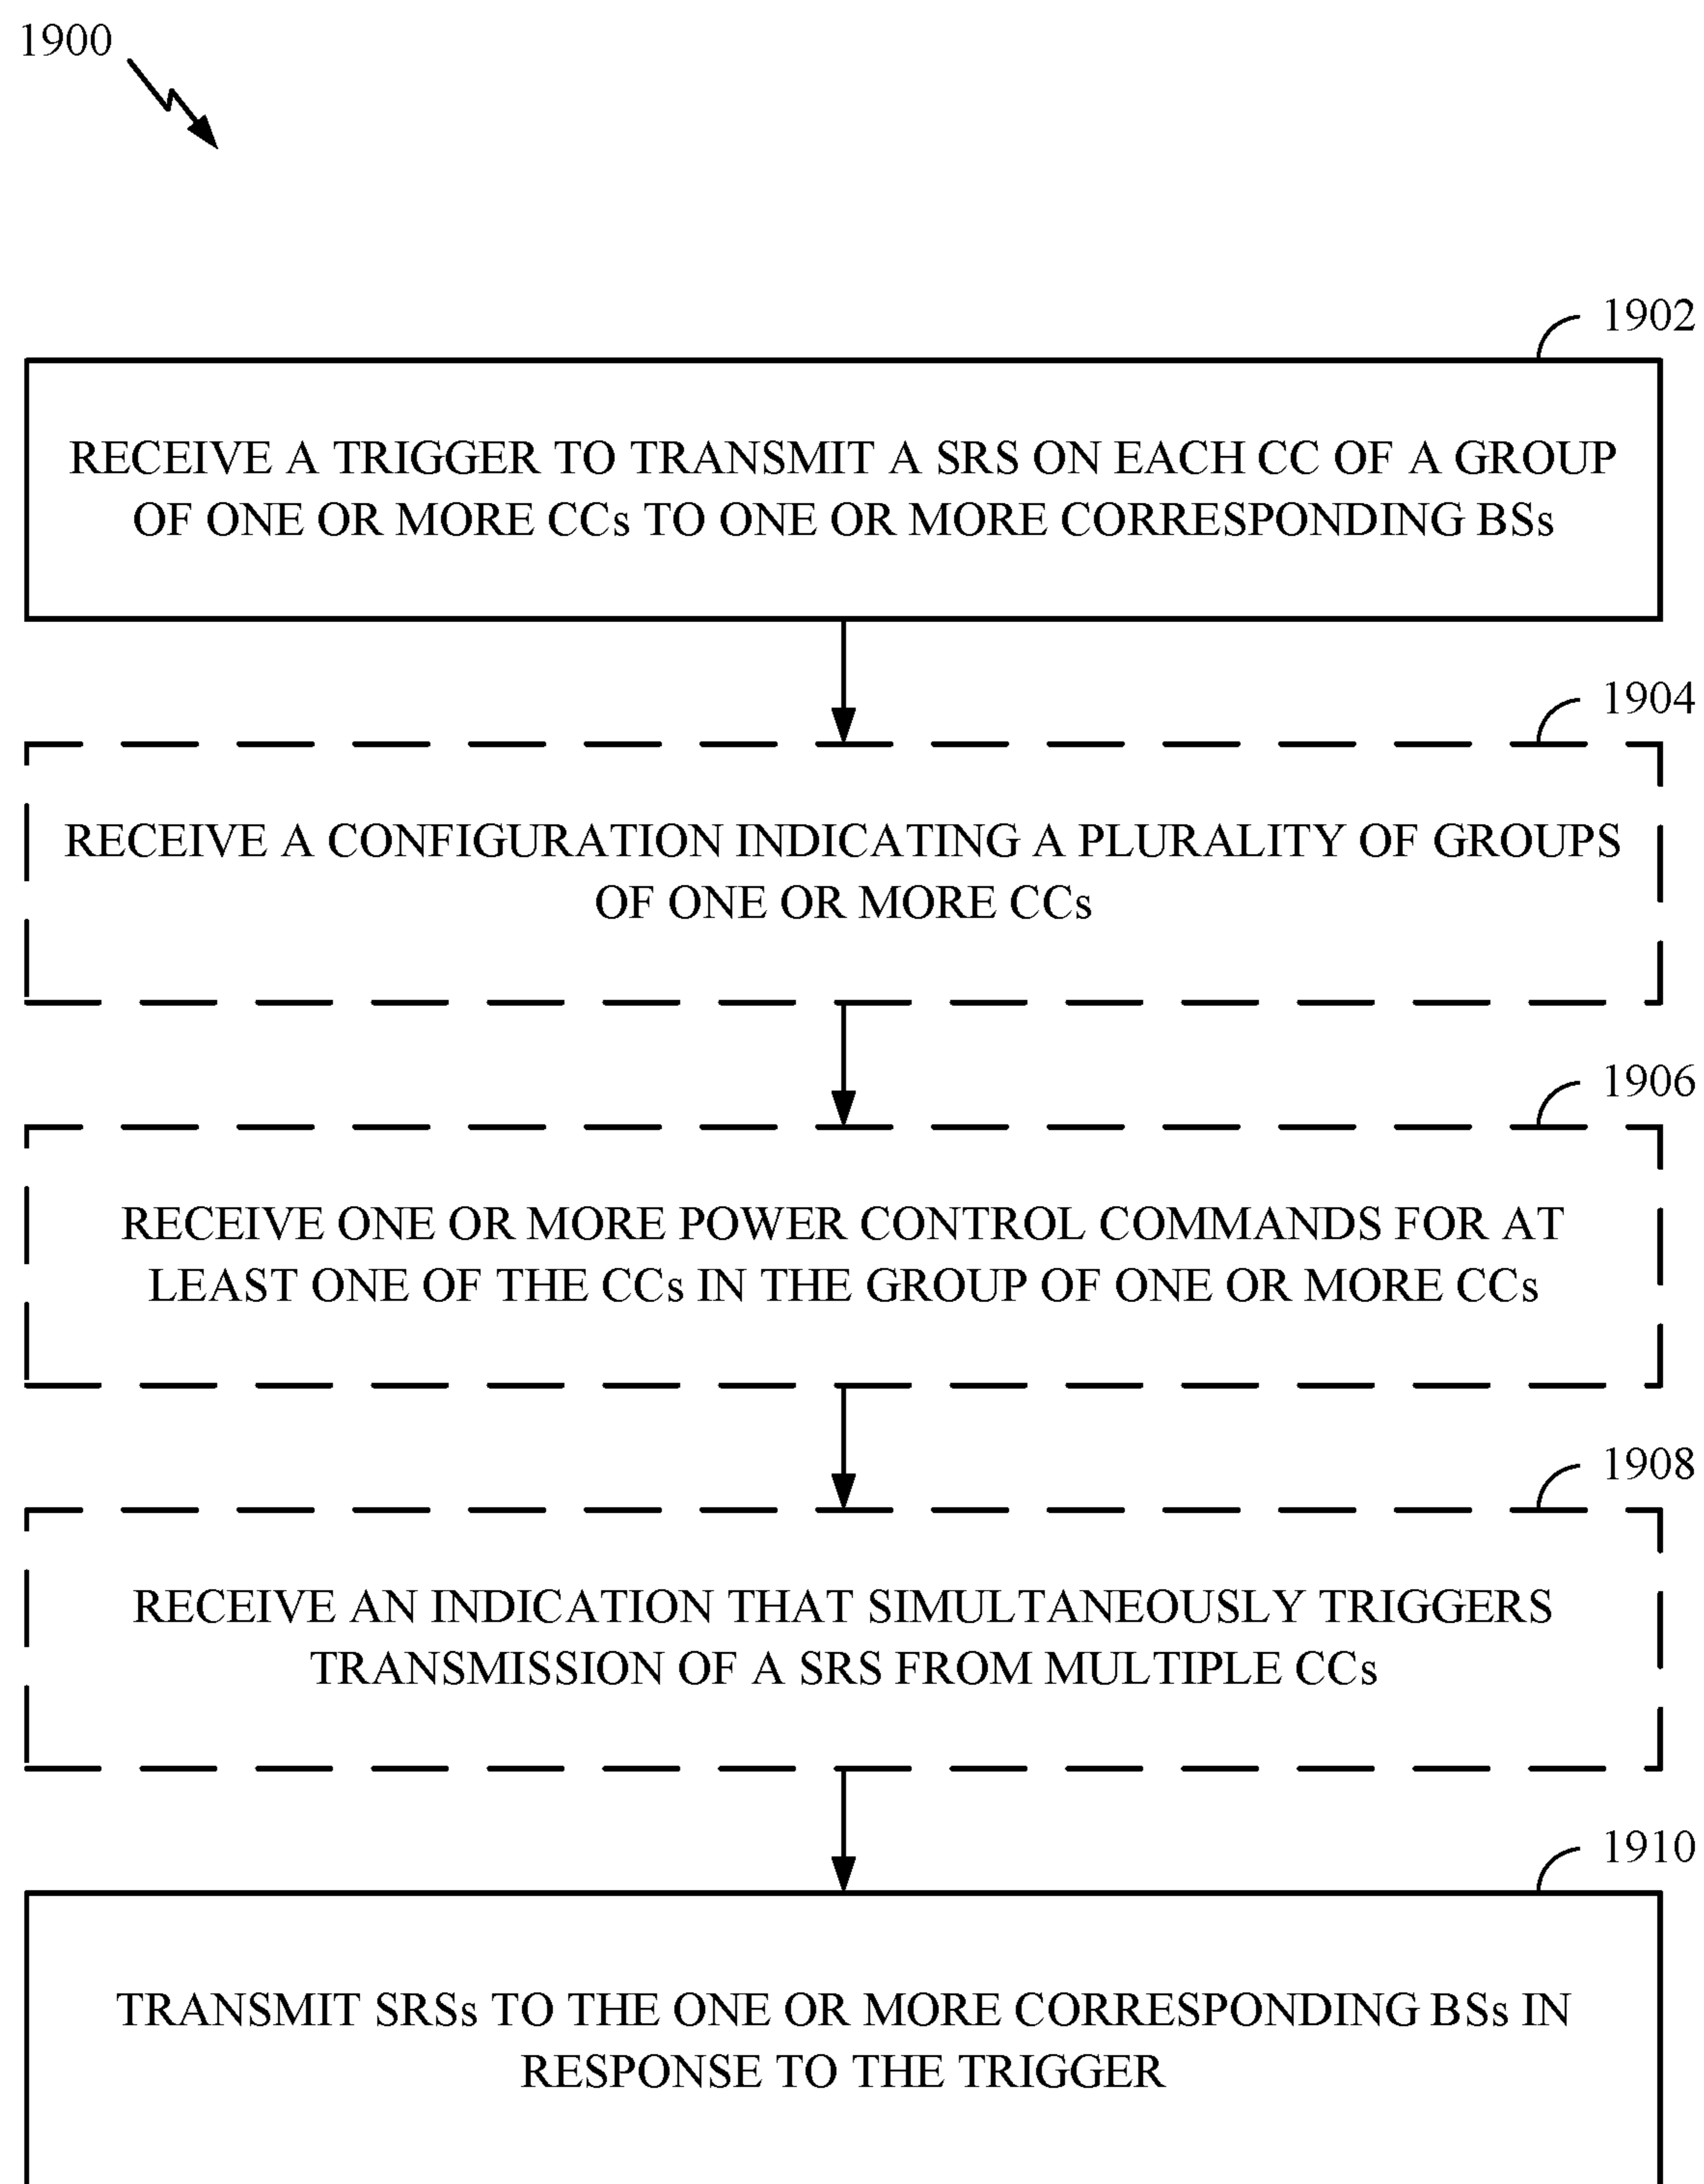 1900
1902
RECEIVE A TRIGGER TO TRANSMIT A SRS ON EACH CC OF A GROUP
OF ONE OR MORE CCs TO ONE OR MORE CORRESPONDING BSs
1904
RECEIVE A CONFIGURATION INDICATING A PLURALITY OF GROUPS
OF ONE OR MORE CCs
1906
RECEIVE ONE OR MORE POWER CONTROL COMMANDS FOR AT
LEAST ONE OF THE CCs IN THE GROUP OF ONE OR MORE CCs
1908
RECEIVE AN INDICATION THAT SIMULTANEOUSLY TRIGGERS
TRANSMISSION OF A SRS FROM MULTIPLE CCs
1910
TRANSMIT SRSs TO THE ONE OR MORE CORRESPONDING BSs IN
RESPONSE TO THE TRIGGER